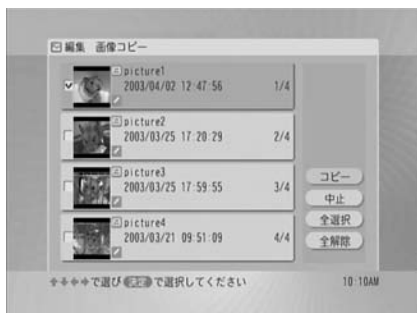 編集 画像コピー
picture1
2003/04/02 12:47:56 1/4
picture2
2003/03/25 17:20:29 2/4
picture3
2003/03/25 17:59:55 3/4
picture4
2003/03/21 09:51:09 4/4
コピー
中止
全選択
全解除
↑↓←→で選び 決定 で選択してください 10:10AM